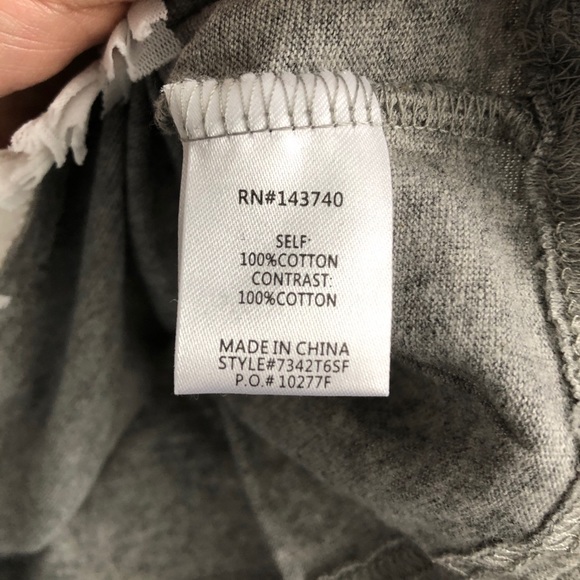 RN#143740
SELF:
100%COTTON
CONTRAST:
100%COTTON
MADE IN CHINA
STYLE#7342T6SF
P.O.# 10277F